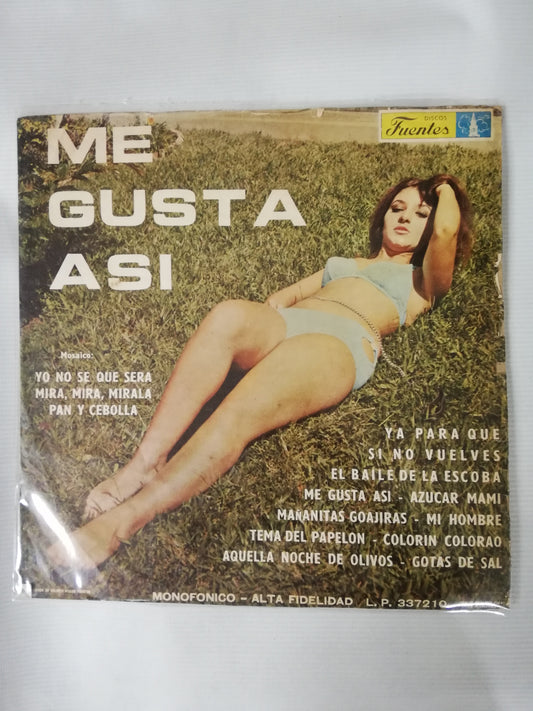 ME
GUSTA
ASI
DISCOS
Fuentes
Mosaico:
YO NO SE QUE SERA
MIRA, MIRA, MIRALA
PAN Y CEBOLLA
YA PARA QUE
SI NO VUELVES
EL BAILE DE LA ESCOBA
ME GUSTA ASI - AZUCAR MAMI
MAñANITAS GOAJIRAS - MI HOMBRE
TEMA DEL PAPELON - COLORIN COLORAO
AQUELLA NOCHE DE OLIVOS - GOTAS DE SAL
MONOFONICO - ALTA FIDELIDAD L. P. 337210